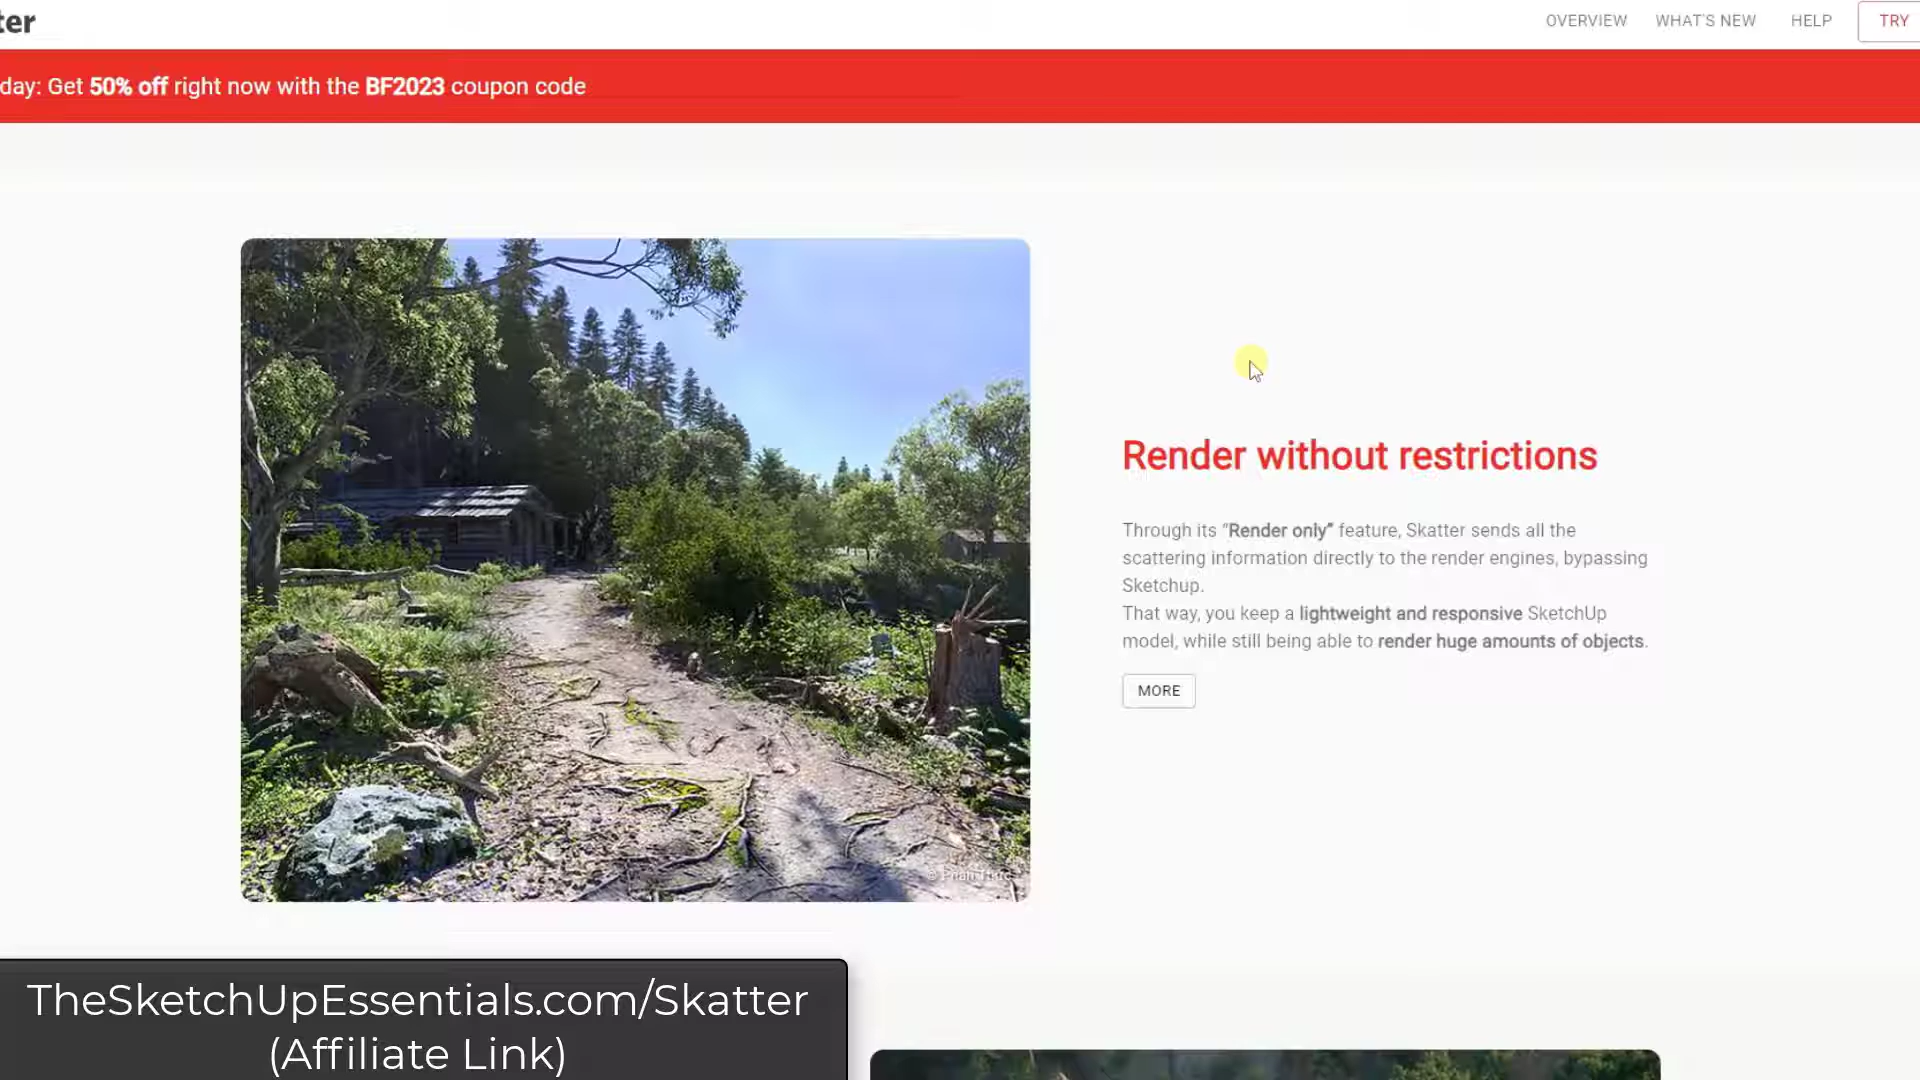 ter
OVERVIEW WHAT'S NEW HELP TRY
day: Get 50% off right now with the BF2023 coupon code
Render without restrictions
Through its “Render only” feature, Skatter sends all the
scattering information directly to the render engines, bypassing
Sketchup.
That way, you keep a lightweight and responsive SketchUp
model, while still being able to render huge amounts of objects.
MORE
TheSketchUpEssentials.com/Skatter
(Affiliate Link)